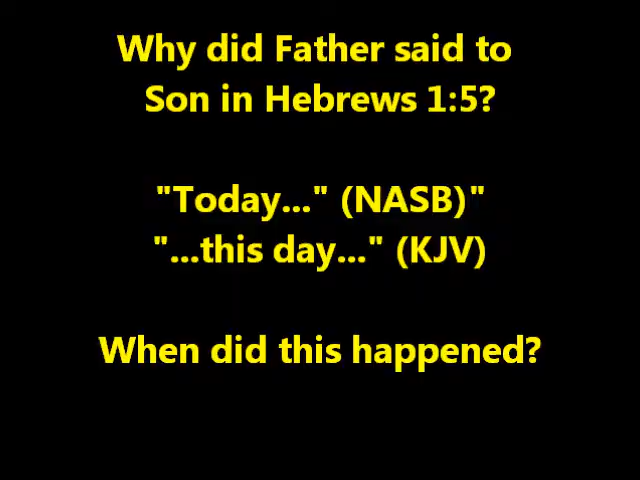 Why did Father said to
Son in Hebrews 1:5?
"Today..." (NASB)"
"...this day..." (KJV)
When did this happened?